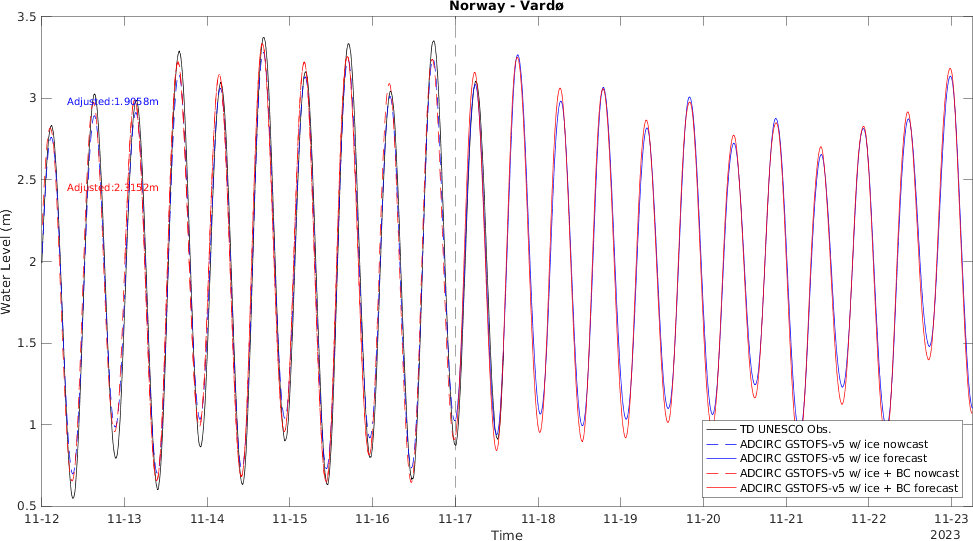 Norway - Vardø
3.5
3
2.5
2
1.5
1
0.5
Water Level (m)
Adjusted:1.9058m
Adjusted:2.3152m
TD UNESCO Obs.
ADCIRC GSTOFS-v5 w/ ice nowcast
ADCIRC GSTOFS-v5 w/ ice forecast
ADCIRC GSTOFS-v5 w/ ice + BC nowcast
ADCIRC GSTOFS-v5 w/ ice + BC forecast
11-12 11-13 11-14 11-15 11-16 11-17 11-18 11-19 11-20 11-21 11-22 11-23
Time
2023